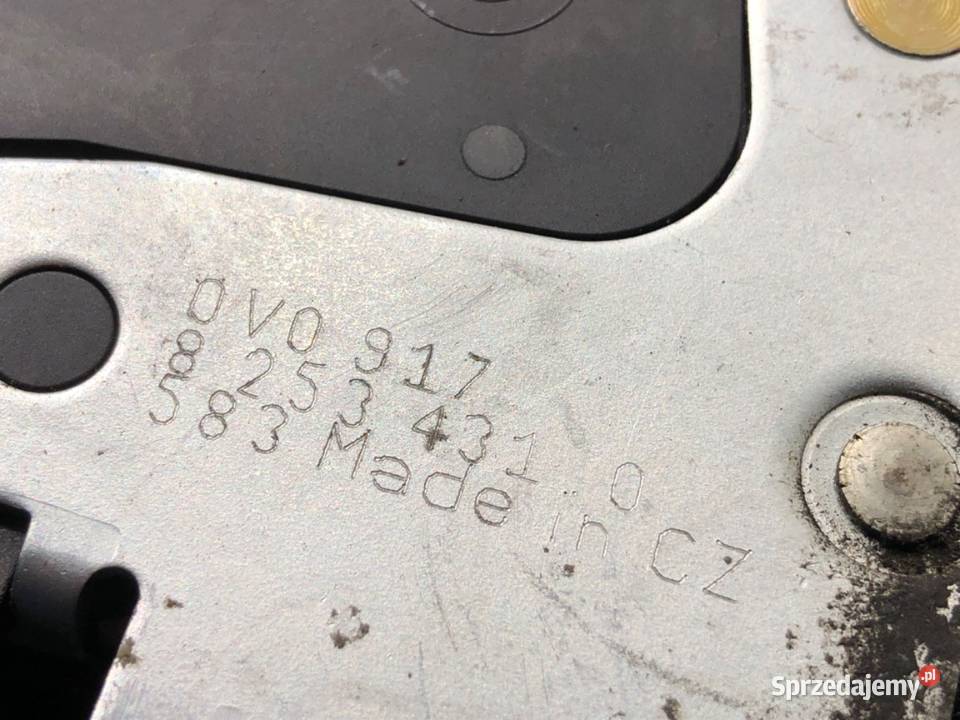 0V0 917
8 253 431 0
583 Made in CZ
Sprzedajemy.pl